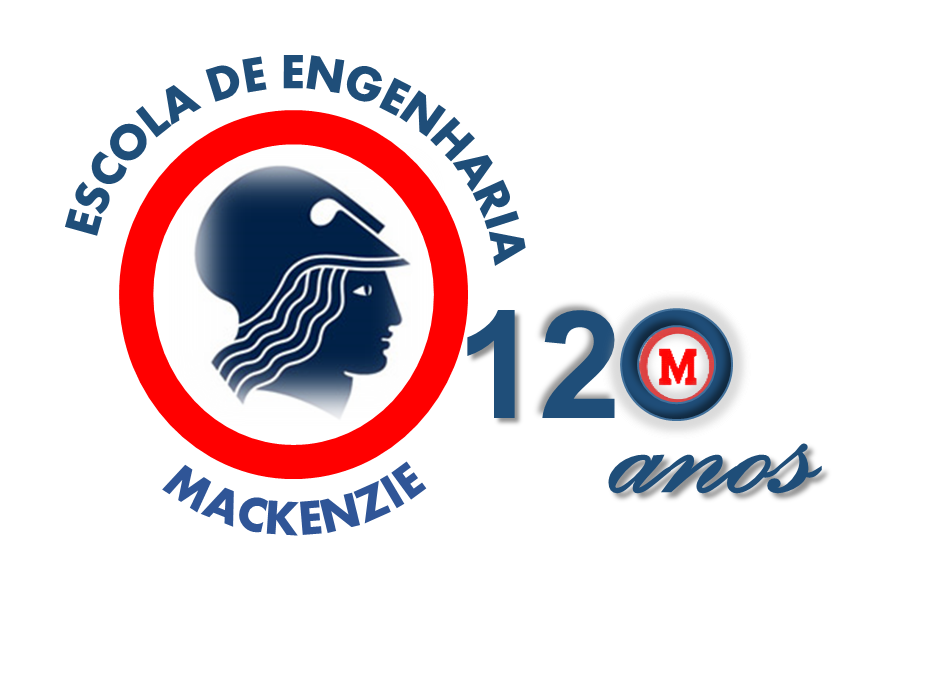 ESCOLA DE ENGENHARIA
MACKENZIE
120
M
anos